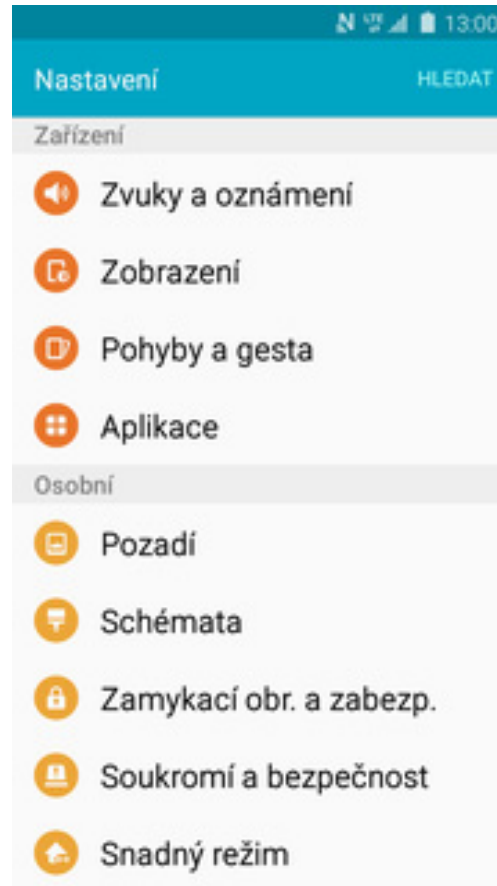 13:00
Nastavení HLEDAT
Zařízení
Zvuky a oznámení
Zobrazení
Pohyby a gesta
Aplikace
Osobní
Pozadí
Schémata
Zamykací obr. a zabezp.
Soukromí a bezpečnost
Snadný režim